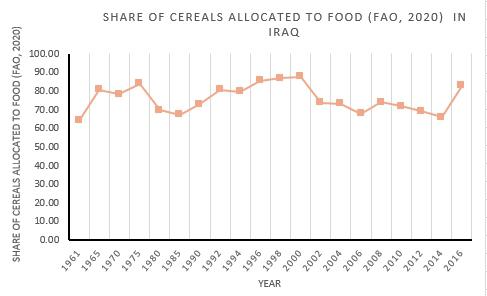 SHARE OF CEREALS ALLOCATED TO FOOD (FAO, 2020) IN
IRAQ
SHARE OF CEREALS ALLOCATED TO FOOD (FAO, 2020)
100.00
90.00
80.00
70.00
60.00
50.00
40.00
30.00
20.00
10.00
0.00
1961 1965 1970 1975 1980 1985 1990 1992 1994 1996 1998 2000 2002 2004 2006 2008 2010 2012 2014 2016
YEAR